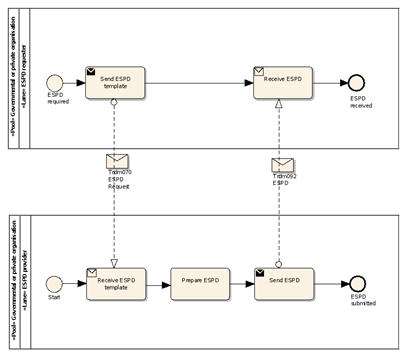 «Pool» Governmental or private organisation
«Lane» ESPD requester
ESPD
required
Send ESPD
template
Receive ESPD
ESPD
received
Trdm070
ESPD
Request
Trdm092
ESPD
«Pool» Governmental or private organisation
«Lane» ESPD provider
Start
Receive ESPD
template
Prepare ESPD
Send ESPD
ESPD
submitted